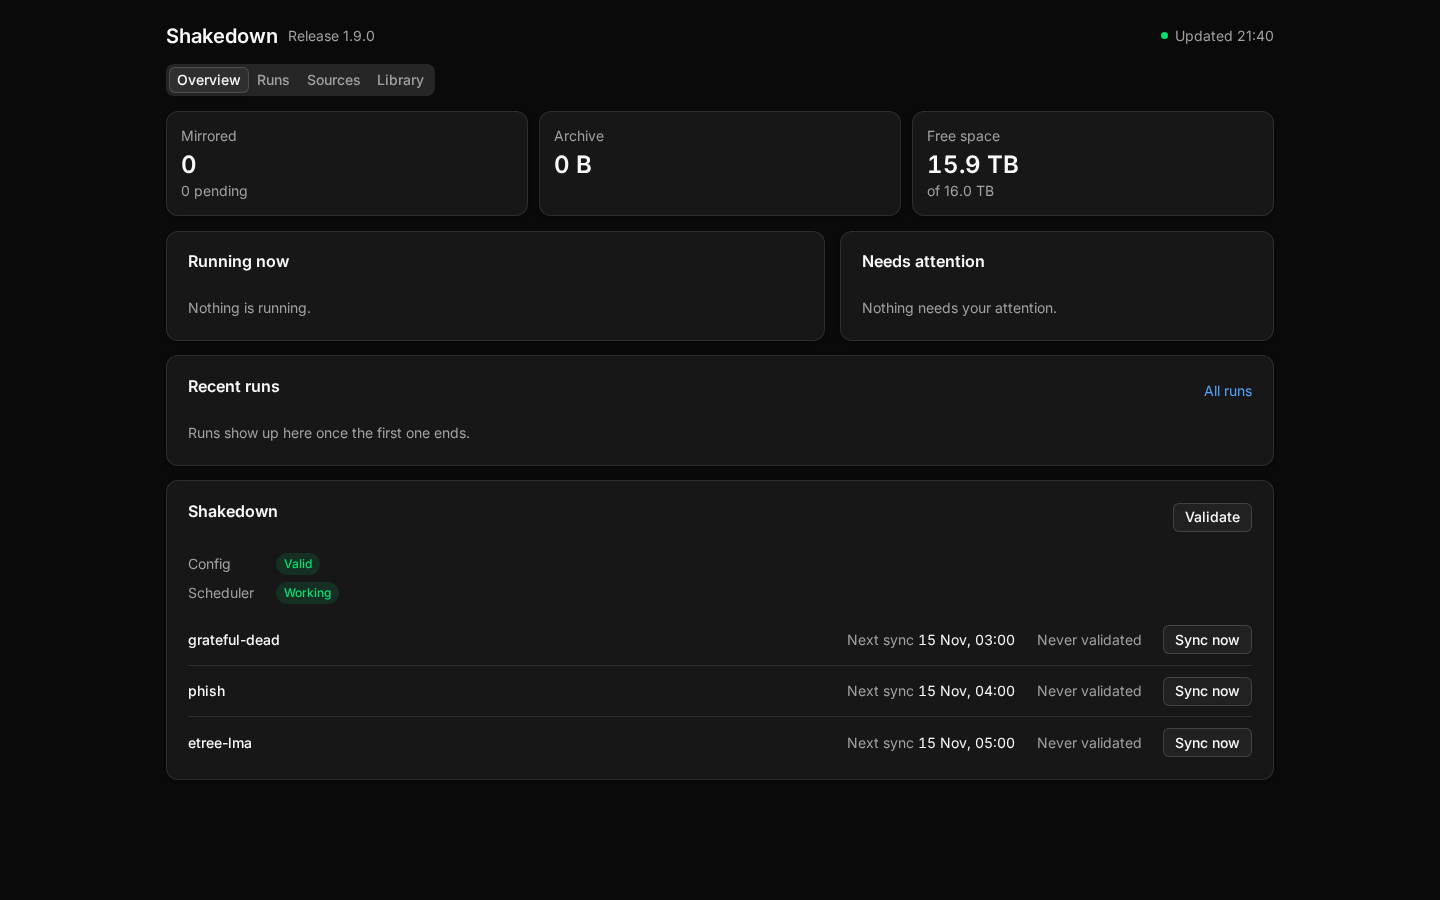 Shakedown Release 1.9.0 Updated 21:40
Overview Runs Sources Library
Mirrored
0
0 pending
Archive
0 B
Free space
15.9 TB
of 16.0 TB
Running now
Nothing is running.
Needs attention
Nothing needs your attention.
Recent runs All runs
Runs show up here once the first one ends.
Shakedown Validate
Config Valid
Scheduler Working
grateful-dead Next sync 15 Nov, 03:00 Never validated Sync now
phish Next sync 15 Nov, 04:00 Never validated Sync now
etree-lma Next sync 15 Nov, 05:00 Never validated Sync now